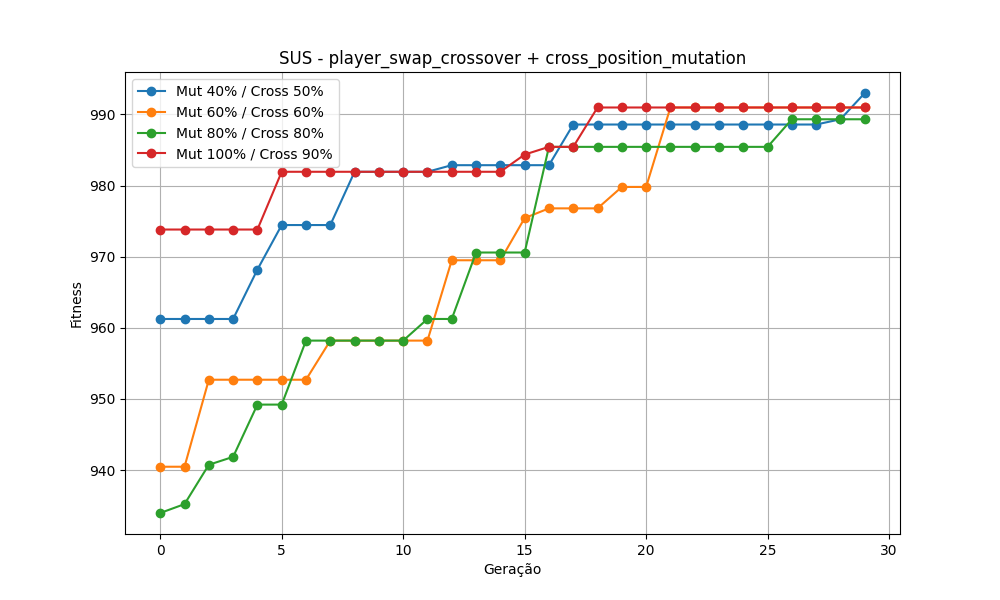 SUS - player_swap_crossover + cross_position_mutation
Mut 40% / Cross 50%
Mut 60% / Cross 60%
Mut 80% / Cross 80%
Mut 100% / Cross 90%
990
980
970
960
950
940
Fitness
0 5 10 15 20 25 30
Geração